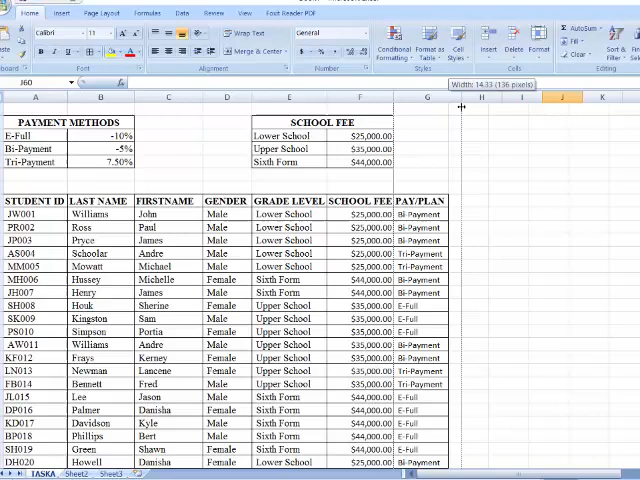 Home Insert Page Layout Formulas Data Review View Foxit Reader PDF
Calibri 11 A A Wrap Text General AutoSum
B I U Merge & Center $ % , Conditional Formatting Format as Table Cell Styles Insert Delete Format Fill Clear Sort & Filter
Clipboard Font Alignment Number Styles Cells Editing
J60 fx Width: 14.33 (136 pixels)
A B C D E F G H I J K
PAYMENT METHODS SCHOOL FEE
E-Full -10% Lower School $25,000.00
Bi-Payment -5% Upper School $35,000.00
Tri-Payment 7.50% Sixth Form $44,000.00
STUDENT ID LAST NAME FIRSTNAME GENDER GRADE LEVEL SCHOOL FEE PAY/PLAN
JW001 Williams John Male Lower School $25,000.00 Bi-Payment
PR002 Ross Paul Male Lower School $25,000.00 Bi-Payment
JP003 Pryce James Male Lower School $25,000.00 Bi-Payment
AS004 Schoolar Andre Male Lower School $25,000.00 Tri-Payment
MM005 Mowatt Michael Male Lower School $25,000.00 Tri-Payment
MH006 Hussey Michelle Female Sixth Form $44,000.00 Bi-Payment
JH007 Henry James Male Sixth Form $44,000.00 Bi-Payment
SH008 Houk Sherine Female Upper School $35,000.00 E-Full
SK009 Kingston Sam Male Upper School $35,000.00 E-Full
PS010 Simpson Portia Female Upper School $35,000.00 E-Full
AW011 Williams Andre Male Upper School $35,000.00 Bi-Payment
KF012 Frays Kerney Female Upper School $35,000.00 Bi-Payment
LN013 Newman Lancene Female Upper School $35,000.00 Tri-Payment
FB014 Bennett Fred Male Upper School $35,000.00 Tri-Payment
JL015 Lee Jason Male Sixth Form $44,000.00 E-Full
DP016 Palmer Danisha Female Sixth Form $44,000.00 E-Full
KD017 Davidson Kyle Male Sixth Form $44,000.00 E-Full
BP018 Phillips Bert Male Sixth Form $44,000.00 E-Full
SH019 Green Shawn Male Sixth Form $44,000.00 E-Full
DH020 Howell Danisha Female Lower School $25,000.00 Bi-Payment
TASKA Sheet2 Sheet3